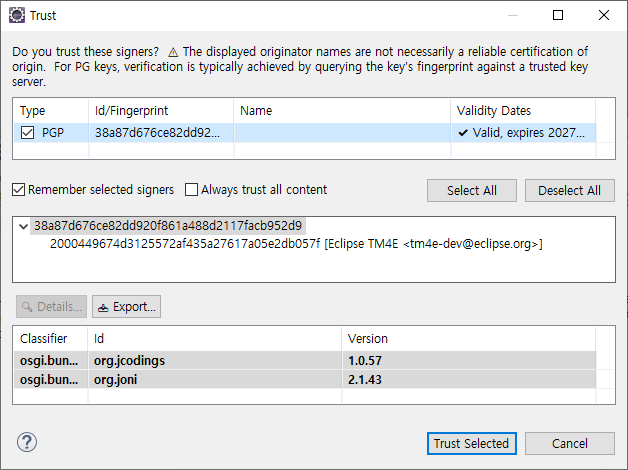 Trust
Do you trust these signers? ⚠ The displayed originator names are not necessarily a reliable certification of
origin. For PG keys, verification is typically achieved by querying the key's fingerprint against a trusted key
server.
Type Id/Fingerprint Name Validity Dates
PGP 38a87d676ce82dd92... ✔ Valid, expires 2027...
Remember selected signers Always trust all content Select All Deselect All
38a87d676ce82dd920f861a488d2117facb952d9
2000449674d3125572af435a27617a05e2db057f [Eclipse TM4E <tm4e-dev@eclipse.org>]
Details... Export...
Classifier Id Version
osgi.bun... org.jcodings 1.0.57
osgi.bun... org.joni 2.1.43
? Trust Selected Cancel